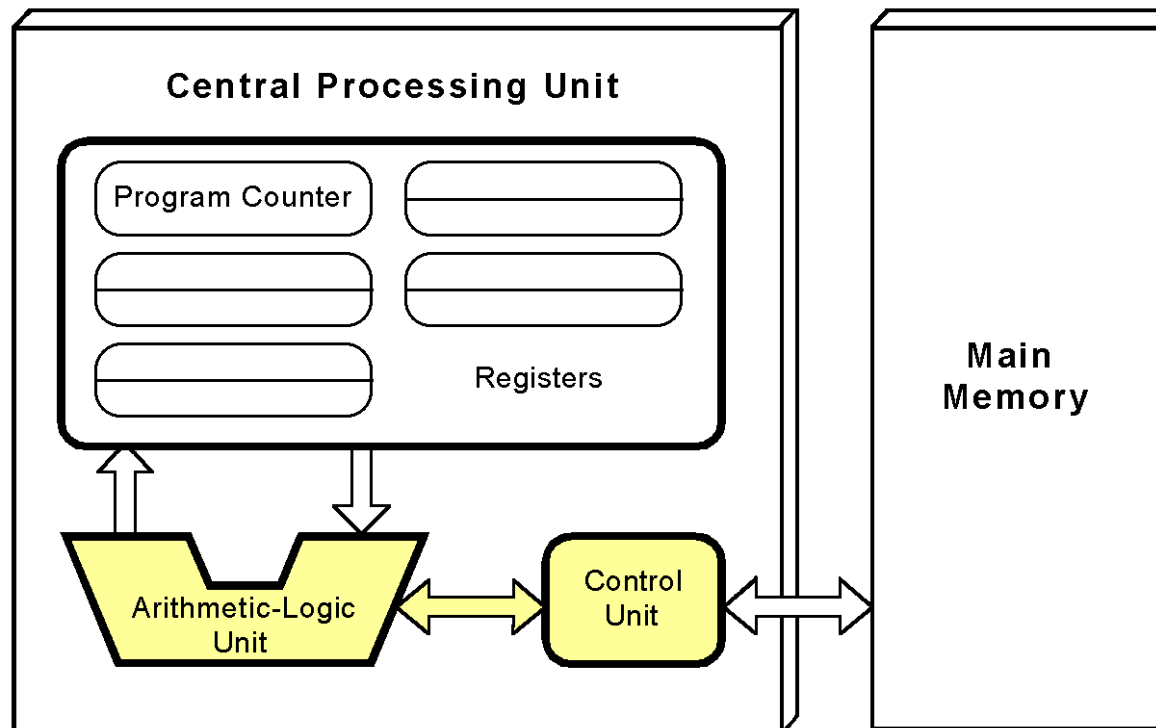 Central Processing Unit
Program Counter
Registers
Main
Memory
Arithmetic-Logic
Unit
Control
Unit